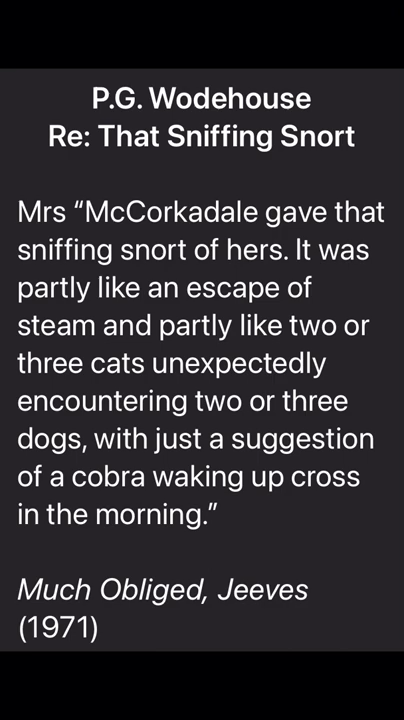 P.G. Wodehouse
Re: That Sniffing Snort
Mrs “McCorkadale gave that
sniffing snort of hers. It was
partly like an escape of
steam and partly like two or
three cats unexpectedly
encountering two or three
dogs, with just a suggestion
of a cobra waking up cross
in the morning.”
Much Obliged, Jeeves
(1971)